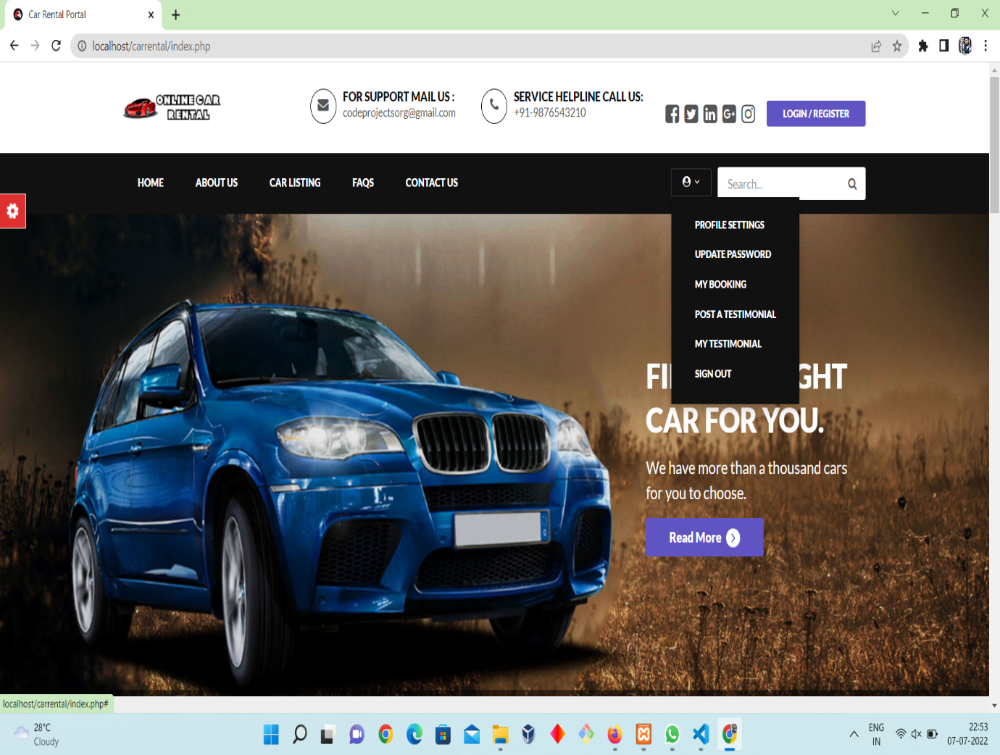 Car Rental Portal
localhost/carrental/index.php
ONLINE CAR
RENTAL
FOR SUPPORT MAIL US :
codeprojectsorg@gmail.com
SERVICE HELPLINE CALL US:
+91-9876543210
LOGIN / REGISTER
HOME ABOUT US CAR LISTING FAQS CONTACT US
Search...
PROFILE SETTINGS
UPDATE PASSWORD
MY BOOKING
POST A TESTIMONIAL
MY TESTIMONIAL
SIGN OUT
CAR FOR YOU.
We have more than a thousand cars
for you to choose.
Read More
localhost/carrental/index.php#
28°C
Cloudy
ENG
IN
22:53
07-07-2022